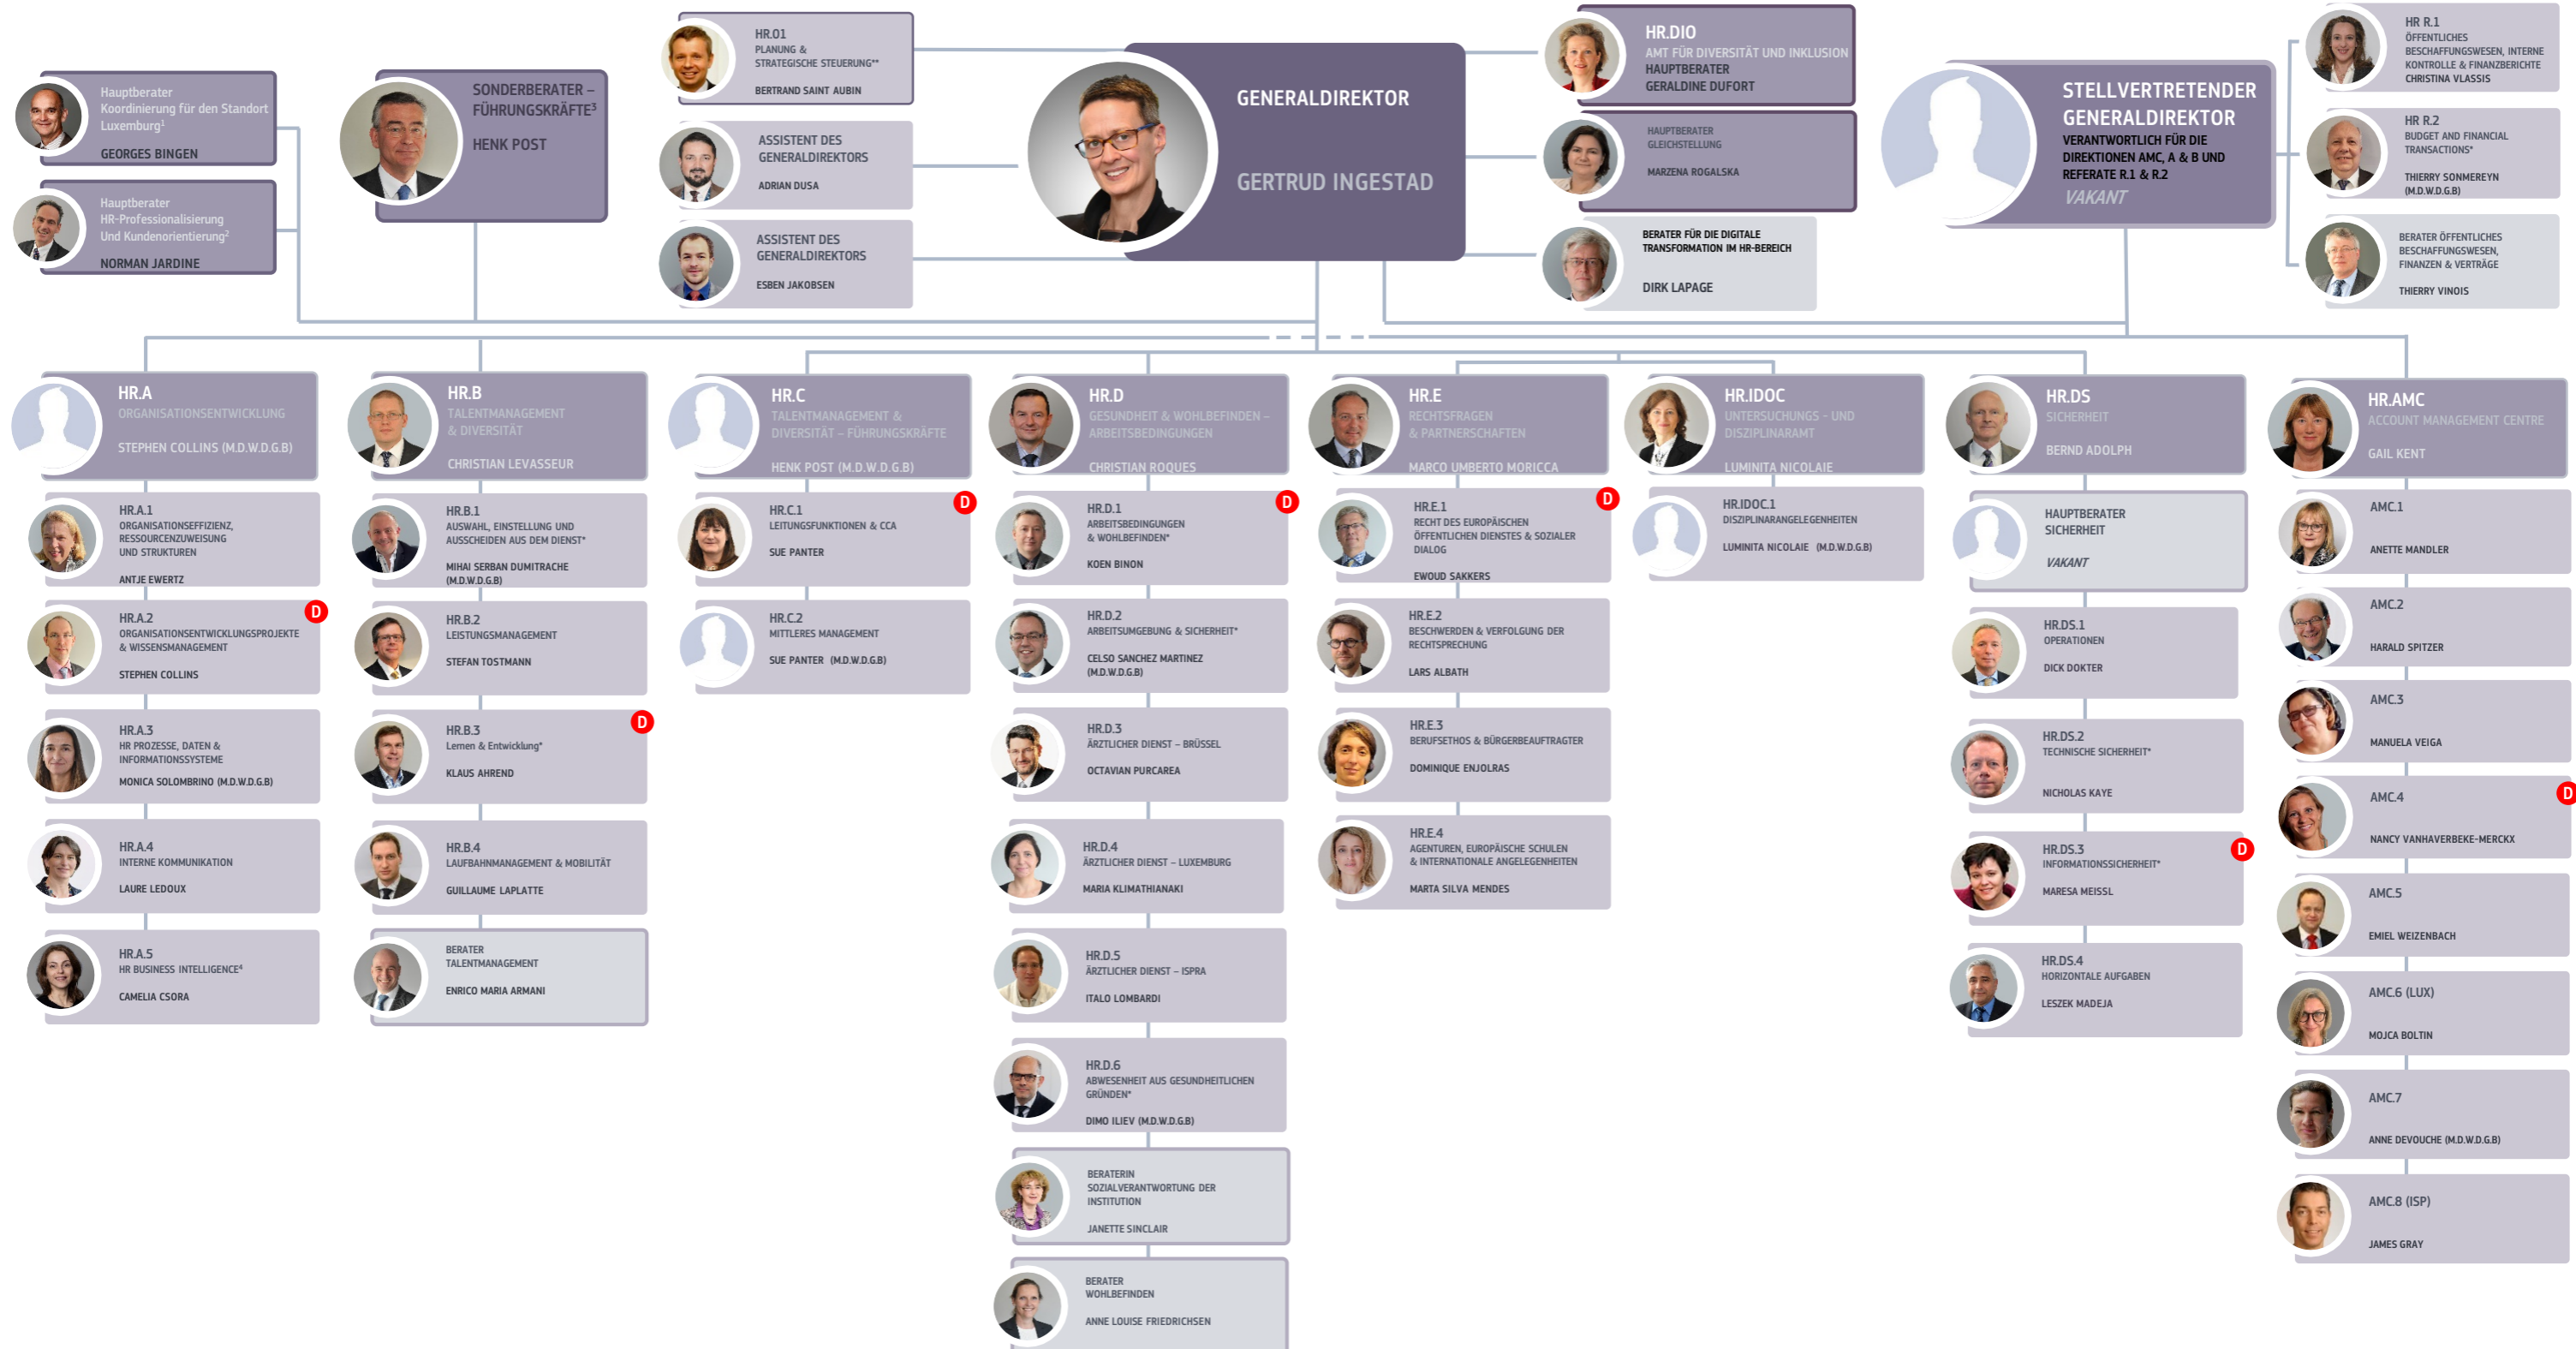 Hauptberater
Koordinierung für den Standort
Luxemburg¹
GEORGES BINGEN
Hauptberater
HR-Professionalisierung
Und Kundenorientierung²
NORMAN JARDINE
SONDERBERATER –
FÜHRUNGSKRÄFTE³
HENK POST
HR.01
PLANUNG &
STRATEGISCHE STEUERUNG**
BERTRAND SAINT AUBIN
ASSISTENT DES
GENERALDIREKTORS
ADRIAN DUSA
ASSISTENT DES
GENERALDIREKTORS
ESBEN JAKOBSEN
GENERALDIREKTOR
GERTRUD INGESTAD
HR.DIO
AMT FÜR DIVERSITÄT UND INKLUSION
HAUPTBERATER
GERALDINE DUFORT
HAUPTBERATER
GLEICHSTELLUNG
MARZENA ROGALSKA
BERATER FÜR DIE DIGITALE
TRANSFORMATION IM HR-BEREICH
DIRK LAPAGE
STELLVERTRETENDER
GENERALDIREKTOR
VERANTWORTLICH FÜR DIE
DIREKTIONEN AMC, A & B UND
REFERATE R.1 & R.2
VAKANT
HR R.1
ÖFFENTLICHES
BESCHAFFUNGSWESEN, INTERNE
KONTROLLE & FINANZBERICHTE
CHRISTINA VLASSIS
HR R.2
BUDGET AND FINANCIAL
TRANSACTIONS*
THIERRY SONMEREYN
(M.D.W.D.G.B)
BERATER ÖFFENTLICHES
BESCHAFFUNGSWESEN,
FINANZEN & VERTRÄGE
THIERRY VINOIS
HR.A
ORGANISATIONSENTWICKLUNG
STEPHEN COLLINS (M.D.W.D.G.B)
HR.A.1
ORGANISATIONSEFFIZIENZ,
RESSOURCENZUWEISUNG
UND STRUKTUREN
ANTJE EWERTZ
HR.A.2
ORGANISATIONSENTWICKLUNGSPROJEKTE
& WISSENSMANAGEMENT
STEPHEN COLLINS
D
HR.A.3
HR PROZESSE, DATEN &
INFORMATIONSSYSTEME
MONICA SOLOMBRINO (M.D.W.D.G.B)
HR.A.4
INTERNE KOMMUNIKATION
LAURE LEDOUX
HR.A.5
HR BUSINESS INTELLIGENCE⁴
CAMELIA CSORA
HR.B
TALENTMANAGEMENT
& DIVERSITÄT
CHRISTIAN LEVASSEUR
HR.B.1
AUSWAHL, EINSTELLUNG UND
AUSSCHEIDEN AUS DEM DIENST*
MIHAI SERBAN DUMITRACHE
(M.D.W.D.G.B)
HR.B.2
LEISTUNGSMANAGEMENT
STEFAN TOSTMANN
HR.B.3
Lernen & Entwicklung*
KLAUS AHREND
D
HR.B.4
LAUFBAHNMANAGEMENT & MOBILITÄT
GUILLAUME LAPLATTE
BERATER
TALENTMANAGEMENT
ENRICO MARIA ARMANI
HR.C
TALENTMANAGEMENT &
DIVERSITÄT – FÜHRUNGSKRÄFTE
HENK POST (M.D.W.D.G.B)
HR.C.1
LEITUNGSFUNKTIONEN & CCA
SUE PANTER
D
HR.C.2
MITTLERES MANAGEMENT
SUE PANTER (M.D.W.D.G.B)
HR.D
GESUNDHEIT & WOHLBEFINDEN –
ARBEITSBEDINGUNGEN
CHRISTIAN ROQUES
HR.D.1
ARBEITSBEDINGUNGEN
& WOHLBEFINDEN*
KOEN BINON
D
HR.D.2
ARBEITSUMGEBUNG & SICHERHEIT*
CELSO SANCHEZ MARTINEZ
(M.D.W.D.G.B)
HR.D.3
ÄRZTLICHER DIENST – BRÜSSEL
OCTAVIAN PURCAREA
HR.D.4
ÄRZTLICHER DIENST – LUXEMBURG
MARIA KLIMATHIANAKI
HR.D.5
ÄRZTLICHER DIENST – ISPRA
ITALO LOMBARDI
HR.D.6
ABWESENHEIT AUS GESUNDHEITLICHEN
GRÜNDEN*
DIMO ILIEV (M.D.W.D.G.B)
BERATERIN
SOZIALVERANTWORTUNG DER
INSTITUTION
JANETTE SINCLAIR
BERATER
WOHLBEFINDEN
ANNE LOUISE FRIEDRICHSEN
HR.E
RECHTSFRAGEN
& PARTNERSCHAFTEN
MARCO UMBERTO MORICCA
HR.E.1
RECHT DES EUROPÄISCHEN
ÖFFENTLICHEN DIENSTES & SOZIALER
DIALOG
EWOUD SAKKERS
D
HR.E.2
BESCHWERDEN & VERFOLGUNG DER
RECHTSPRECHUNG
LARS ALBATH
HR.E.3
BERUFSETHOS & BÜRGERBEAUFTRAGTER
DOMINIQUE ENJOLRAS
HR.E.4
AGENTUREN, EUROPÄISCHE SCHULEN
& INTERNATIONALE ANGELEGENHEITEN
MARTA SILVA MENDES
HR.IDOC
UNTERSUCHUNGS – UND
DISZIPLINARAMT
LUMINITA NICOLAIE
HR.IDOC.1
DISZIPLINARANGELEGENHEITEN
LUMINITA NICOLAIE (M.D.W.D.G.B)
HR.DS
SICHERHEIT
BERND ADOLPH
HAUPTBERATER
SICHERHEIT
VAKANT
HR.DS.1
OPERATIONEN
DICK DOKTER
HR.DS.2
TECHNISCHE SICHERHEIT*
NICHOLAS KAYE
HR.DS.3
INFORMATIONSSICHERHEIT*
MARESA MEISSL
D
HR.DS.4
HORIZONTALE AUFGABEN
LESZEK MADEJA
HR.AMC
ACCOUNT MANAGEMENT CENTRE
GAIL KENT
AMC.1
ANETTE MANDLER
AMC.2
HARALD SPITZER
AMC.3
MANUELA VEIGA
AMC.4
NANCY VANHAVERBEKE-MERCKX
D
AMC.5
EMIEL WEIZENBACH
AMC.6 (LUX)
MOJCA BOLTIN
AMC.7
ANNE DEVOUCHE (M.D.W.D.G.B)
AMC.8 (ISP)
JAMES GRAY